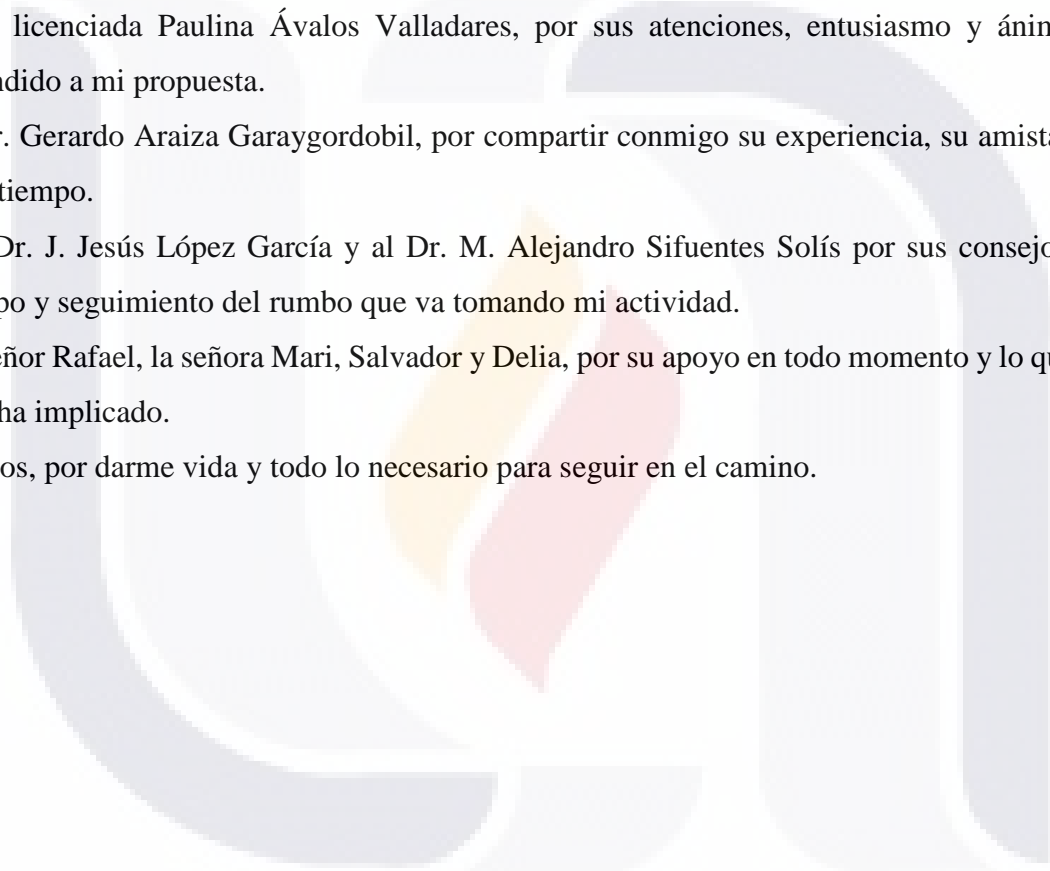 licenciada Paulina Ávalos Valladares, por sus atenciones, entusiasmo y ánim
ndido a mi propuesta.
r. Gerardo Araiza Garaygordobil, por compartir conmigo su experiencia, su amista
tiempo.
Dr. J. Jesús López García y al Dr. M. Alejandro Sifuentes Solís por sus consejo
po y seguimiento del rumbo que va tomando mi actividad.
eñor Rafael, la señora Mari, Salvador y Delia, por su apoyo en todo momento y lo qu
ha implicado.
os, por darme vida y todo lo necesario para seguir en el camino.